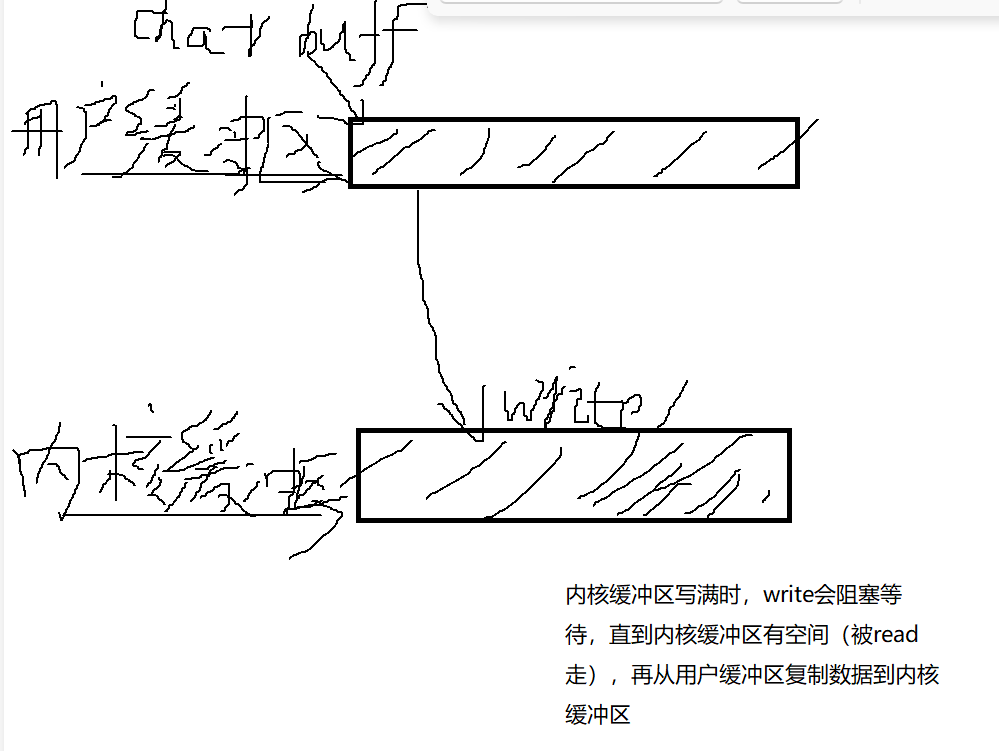 char buff
用户缓冲区
write
内核缓冲区
内核缓冲区写满时，write会阻塞等
待，直到内核缓冲区有空间（被read
走），再从用户缓冲区复制数据到内核
缓冲区